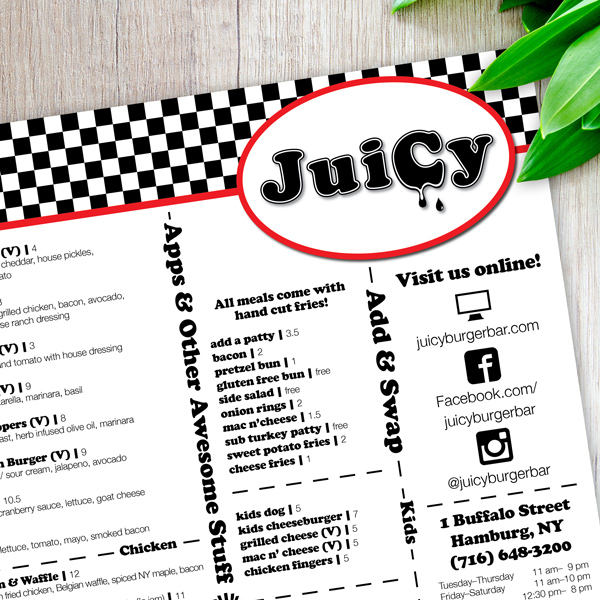 JuiCy
(V) | 4
cheddar, house pickles,
grilled chicken, bacon, avocado,
ranch dressing
(V) | 3
and tomato with house dressing
(V) | 9
marinara, basil
(V) | 8
herb infused olive oil, marinara
Burger (V) | 9
sour cream, jalapeno, avocado
10.5
cranberry sauce, lettuce, goat cheese
lettuce, tomato, mayo, smoked bacon
Chicken
& Waffle | 12
fried chicken, Belgian waffle, spiced NY maple, bacon
Apps & Other Awesome Stuff
All meals come with
hand cut fries!
add a patty | 3.5
bacon | 2
pretzel bun | 1
gluten free bun | free
side salad | free
onion rings | 2
mac n'cheese | 1.5
sub turkey patty | free
sweet potato fries | 2
cheese fries | 1
Add & Swap
kids dog | 5
kids cheeseburger | 7
grilled cheese (V) | 5
mac n' cheese (V) | 5
chicken fingers | 5
Kids
Visit us online!
juicyburgerbar.com
Facebook.com/
juicyburgerbar
@juicyburgerbar
1 Buffalo Street
Hamburg, NY
(716) 648-3200
Tuesday–Thursday 11 am– 9 pm
Friday–Saturday 11 am–10 pm
12:30 pm– 8 pm